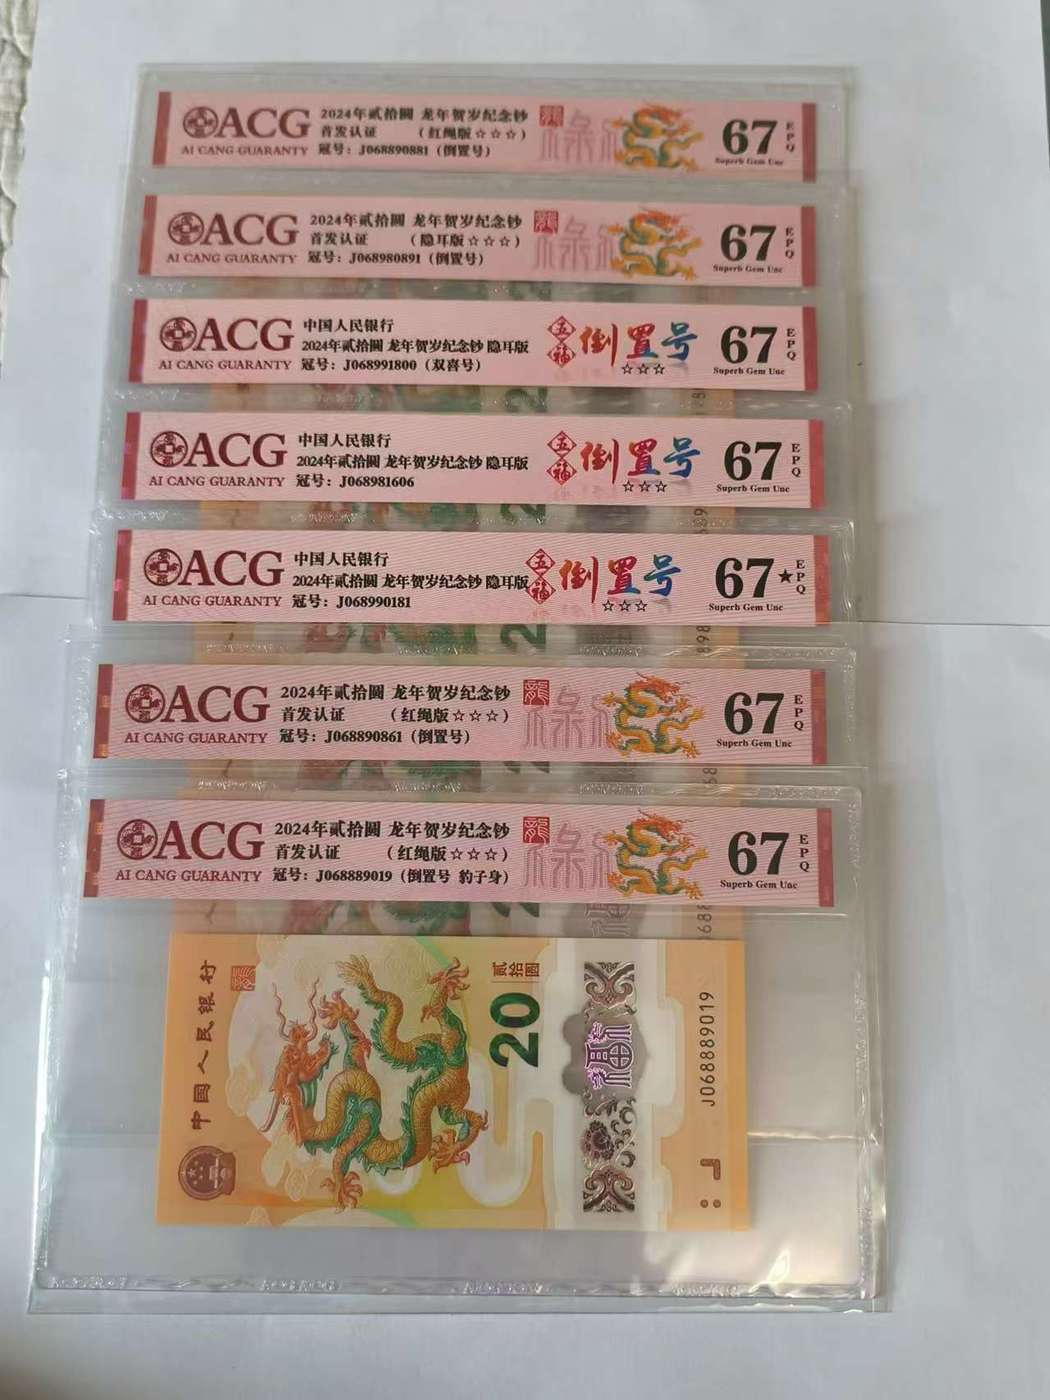 ACG 2024年贰拾圆 龙年贺岁纪念钞 67 EPQ
首发认证 (红绳版☆☆☆)
AI CANG GUARANTY 冠号: J068890881 (倒置号) Superb Gem Unc
ACG 2024年贰拾圆 龙年贺岁纪念钞 67 EPQ
首发认证 (隐耳版☆☆☆)
AI CANG GUARANTY 冠号: J068980891 (倒置号) Superb Gem Unc
ACG 中国人民银行 五福 倒置号 67 EPQ
2024年贰拾圆 龙年贺岁纪念钞 隐耳版 ☆☆☆
AI CANG GUARANTY 冠号: J068991800 (双喜号) Superb Gem Unc
ACG 中国人民银行 五福 倒置号 67 EPQ
2024年贰拾圆 龙年贺岁纪念钞 隐耳版 ☆☆☆
AI CANG GUARANTY 冠号: J068981606 Superb Gem Unc
ACG 中国人民银行 五福 倒置号 67★ EPQ
2024年贰拾圆 龙年贺岁纪念钞 隐耳版 ☆☆☆
AI CANG GUARANTY 冠号: J068990181 Superb Gem Unc
ACG 2024年贰拾圆 龙年贺岁纪念钞 龍 67 EPQ
首发认证 (红绳版☆☆☆)
AI CANG GUARANTY 冠号: J068890861 (倒置号) Superb Gem Unc
ACG 2024年贰拾圆 龙年贺岁纪念钞 龍 67 EPQ
首发认证 (红绳版☆☆☆)
AI CANG GUARANTY 冠号: J068889019 (倒置号 豹子身) Superb Gem Unc
中國人民銀行
贰拾圆
20
福
J068889019